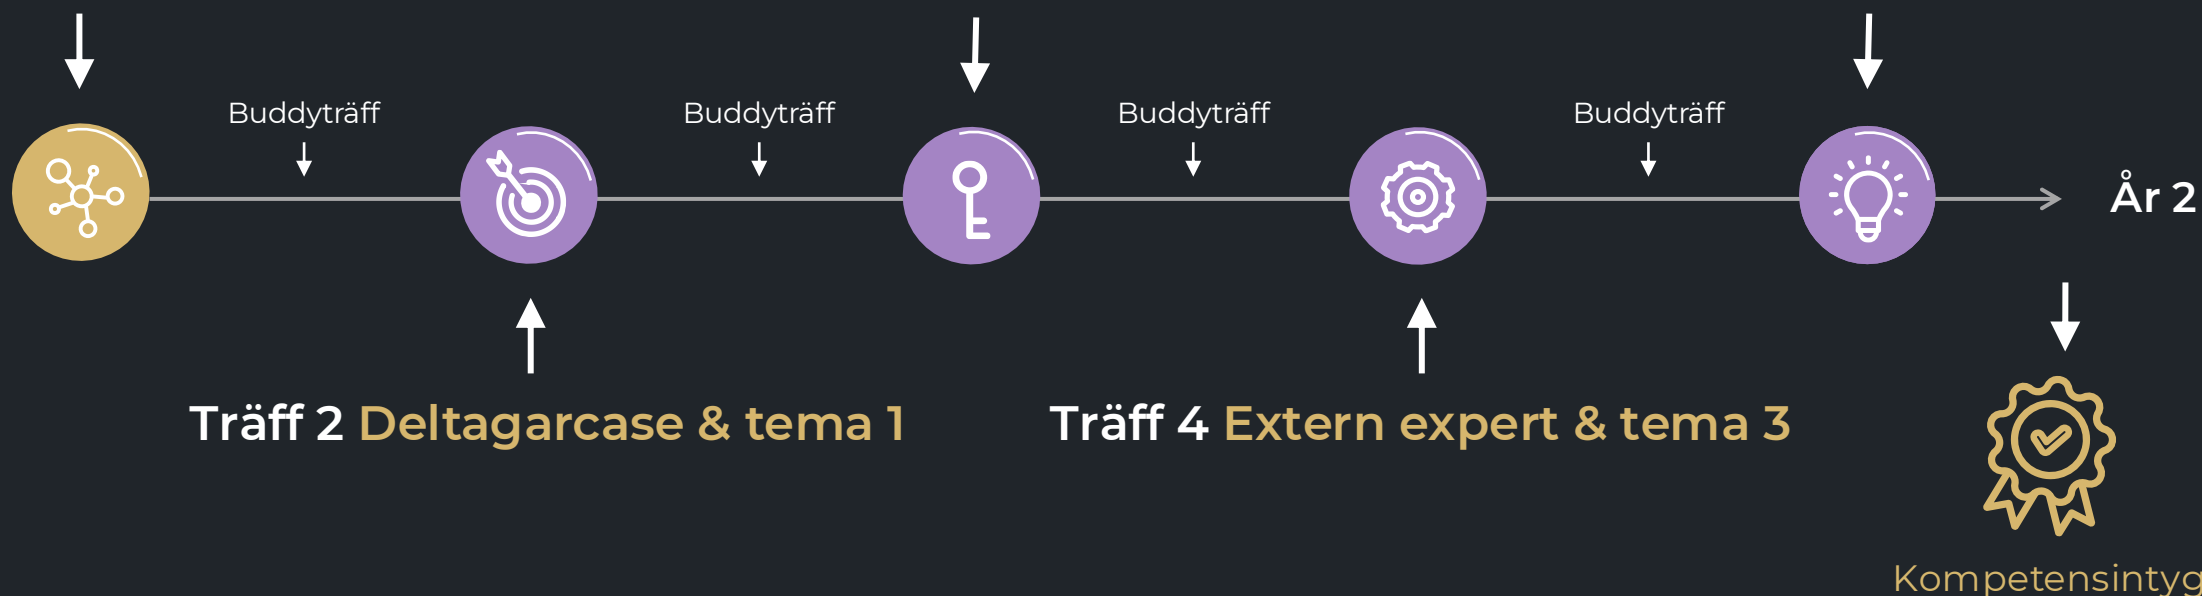 Buddyträff
Buddyträff
Buddyträff
Buddyträff
År 2
Träff 2 Deltagarcase & tema 1
Träff 4 Extern expert & tema 3
Kompetensintyg